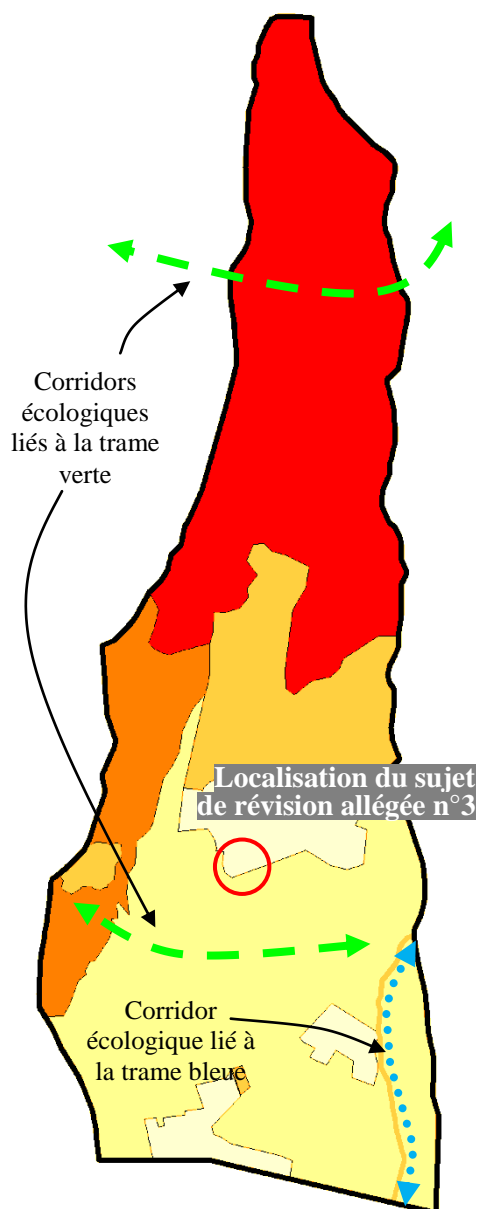 Corridors
écologiques
liés à la trame
verte
Localisation du sujet
de révision allégée n°3
Corridor
écologique lié à
la trame bleue